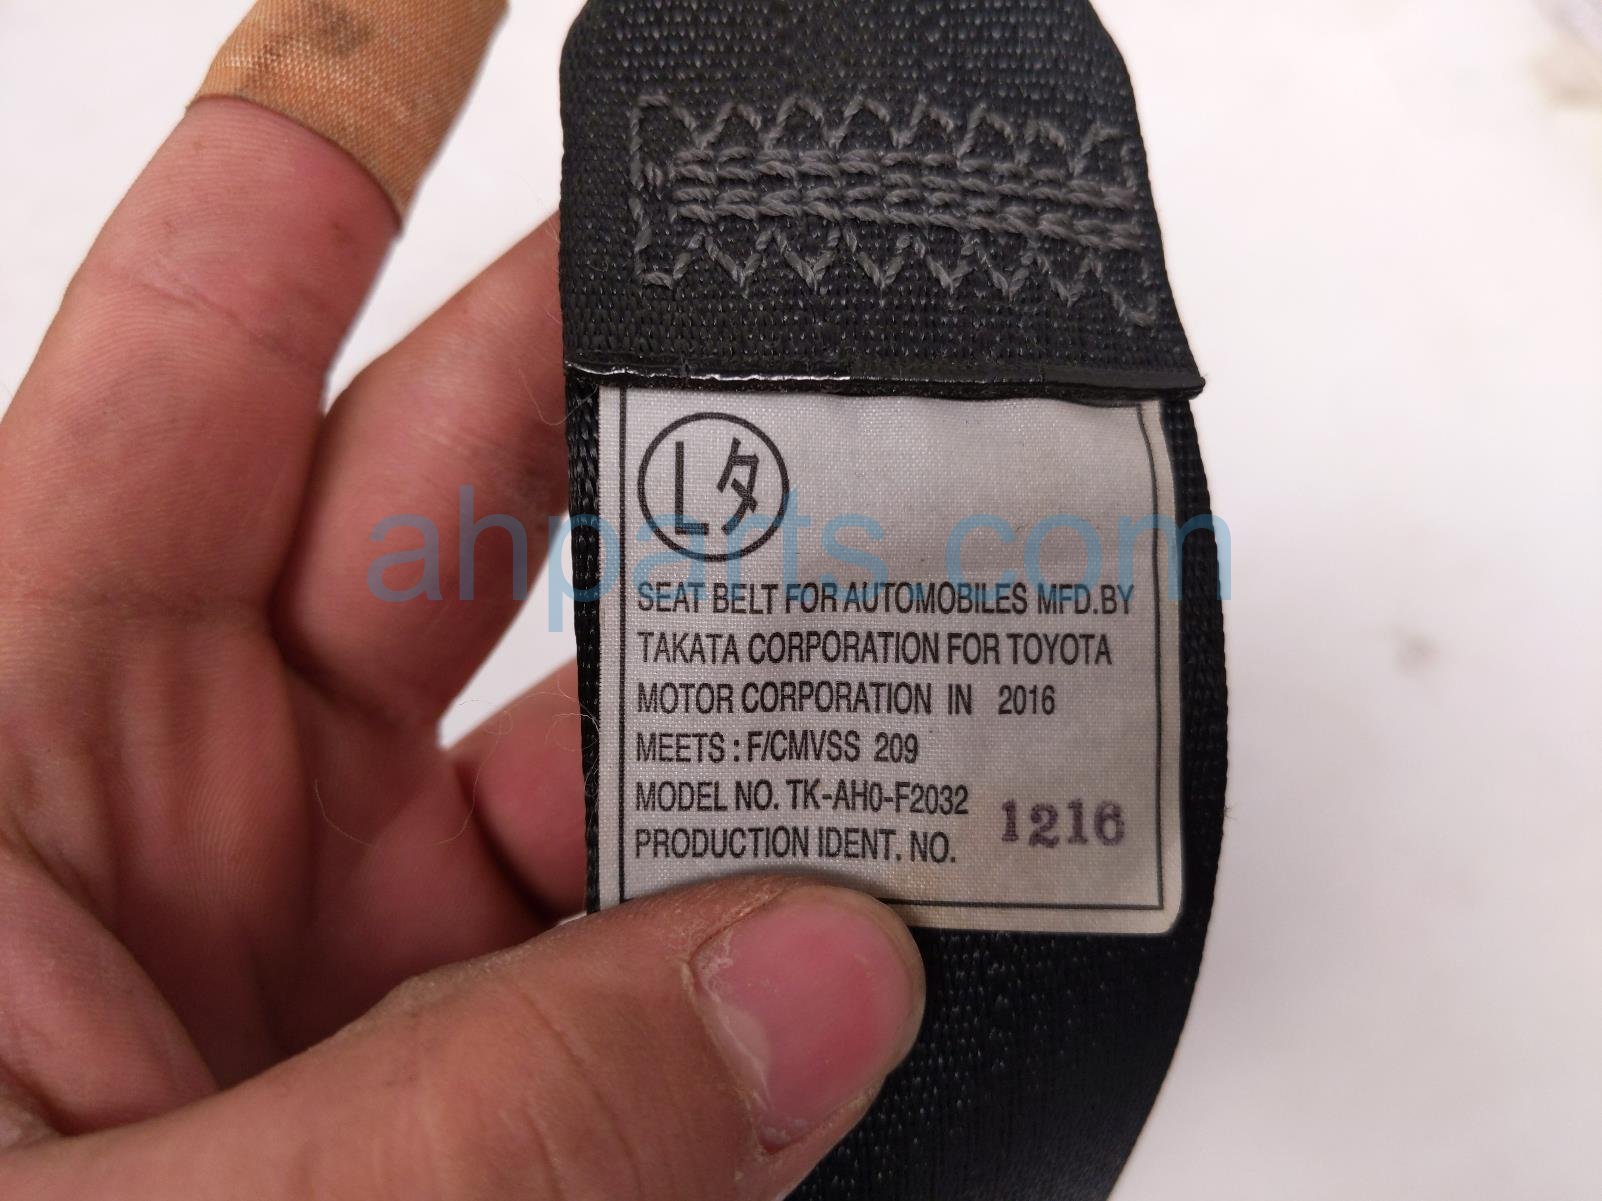 Lタ
SEAT BELT FOR AUTOMOBILES MFD.BY
TAKATA CORPORATION FOR TOYOTA
MOTOR CORPORATION IN 2016
MEETS : F/CMVSS 209
MODEL NO. TK-AH0-F2032
PRODUCTION IDENT. NO. 1216
ahparts.com